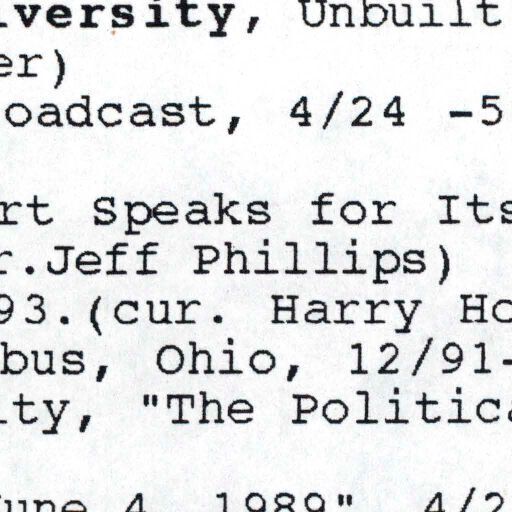 iversity, Unbuilt
er)
oadcast, 4/24 -5
rt Speaks for Its
r.Jeff Phillips)
93.(cur. Harry Ho
bus, Ohio, 12/91-
ity, "The Politica
June 4, 1989", 4/2